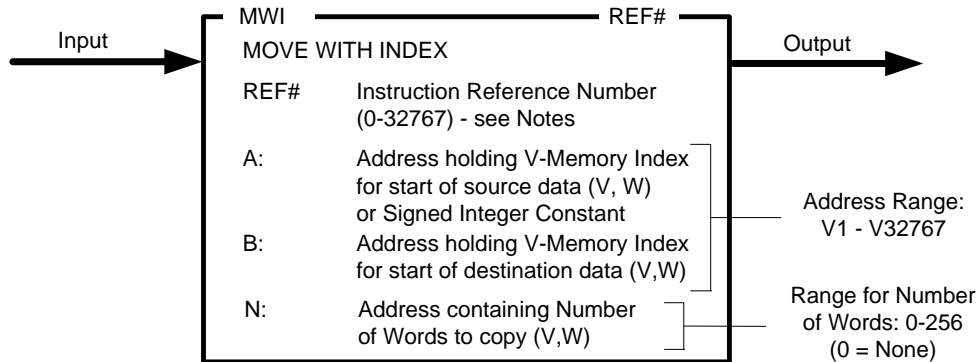 MWI REF#
Input
Output
MOVE WITH INDEX
REF# Instruction Reference Number
(0-32767) - see Notes
A: Address holding V-Memory Index
for start of source data (V, W)
or Signed Integer Constant
B: Address holding V-Memory Index
for start of destination data (V,W)
Address Range:
V1 - V32767
N: Address containing Number
of Words to copy (V,W)
Range for Number
of Words: 0-256
(0 = None)